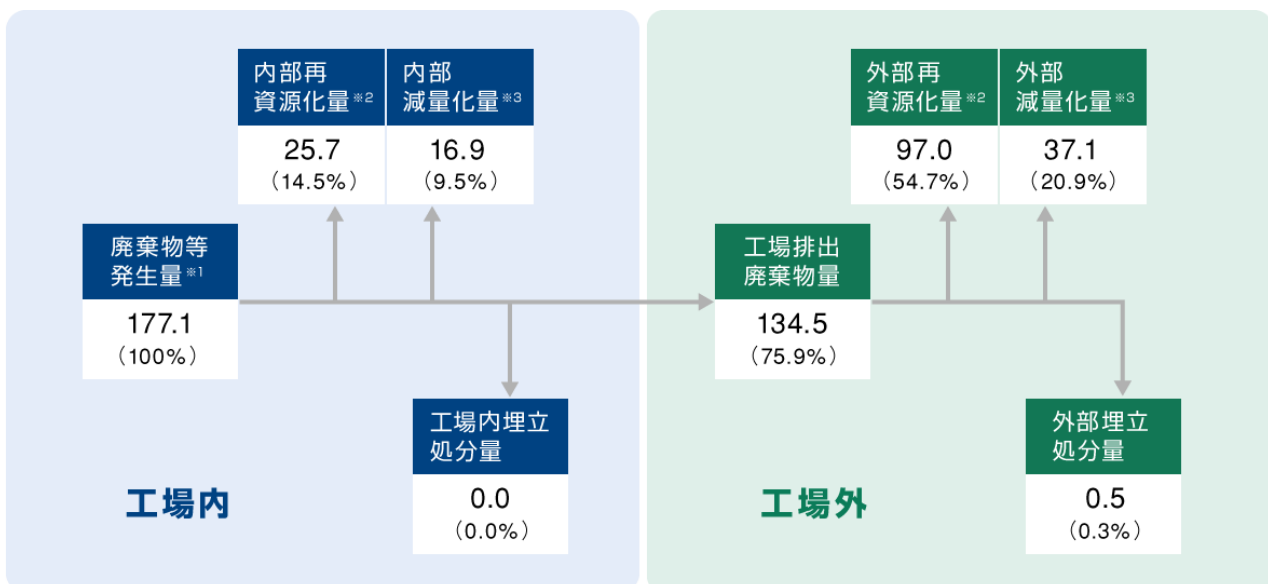 内部再
資源化量※2
25.7
（14.5%）
内部
減量化量※3
16.9
（9.5%）
廃棄物等
発生量※1
177.1
（100%）
工場内埋立
処分量
0.0
（0.0%）
工場内
外部再
資源化量※2
97.0
（54.7%）
外部
減量化量※3
37.1
（20.9%）
工場排出
廃棄物量
134.5
（75.9%）
外部埋立
処分量
0.5
（0.3%）
工場外